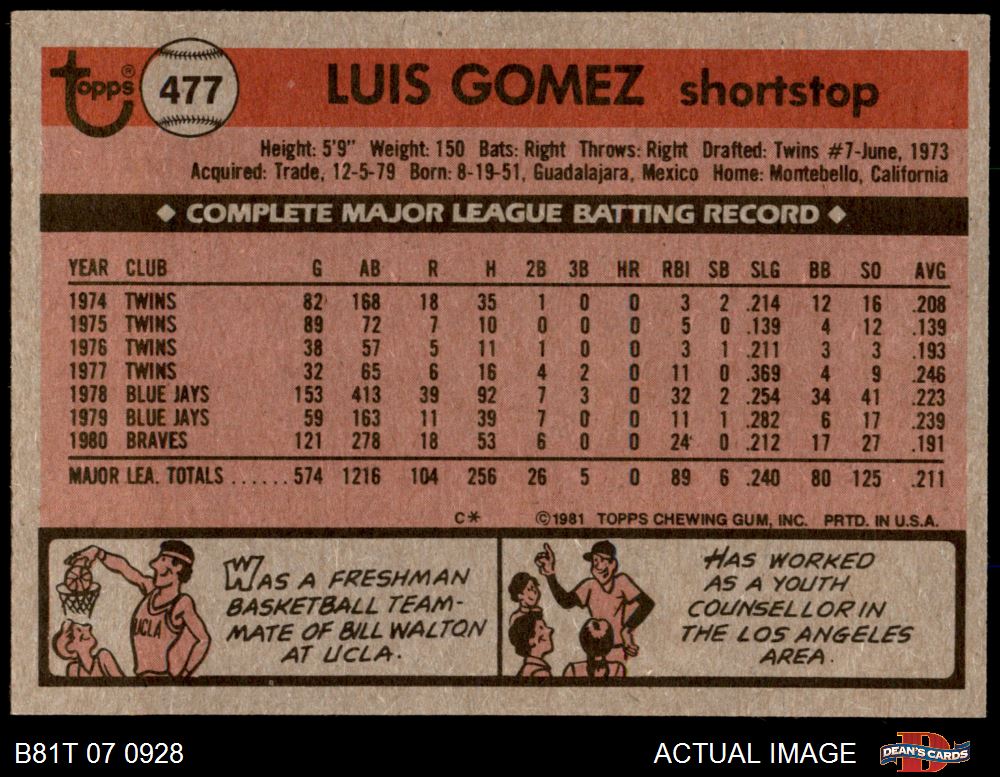 topps® 477 LUIS GOMEZ shortstop
Height: 5'9" Weight: 150 Bats: Right Throws: Right Drafted: Twins #7-June, 1973
Acquired: Trade, 12-5-79 Born: 8-19-51, Guadalajara, Mexico Home: Montebello, California
◆ COMPLETE MAJOR LEAGUE BATTING RECORD ◆
YEAR CLUB G AB R H 2B 3B HR RBI SB SLG BB SO AVG
1974 TWINS 82 168 18 35 1 0 0 3 2 .214 12 16 .208
1975 TWINS 89 72 7 10 0 0 0 5 0 .139 4 12 .139
1976 TWINS 38 57 5 11 1 0 0 3 1 .211 3 3 .193
1977 TWINS 32 65 6 16 4 2 0 11 0 .369 4 9 .246
1978 BLUE JAYS 153 413 39 92 7 3 0 32 2 .254 34 41 .223
1979 BLUE JAYS 59 163 11 39 7 0 0 11 1 .282 6 17 .239
1980 BRAVES 121 278 18 53 6 0 0 24 0 .212 17 27 .191
MAJOR LEA. TOTALS ...... 574 1216 104 256 26 5 0 89 6 .240 80 125 .211
C* ©1981 TOPPS CHEWING GUM, INC. PRTD. IN U.S.A.
UCLA
WAS A FRESHMAN
BASKETBALL TEAM-
MATE OF BILL WALTON
AT UCLA.
HAS WORKED
AS A YOUTH
COUNSELLOR IN
THE LOS ANGELES
AREA.
B81T 07 0928 ACTUAL IMAGE DEAN'S CARDS